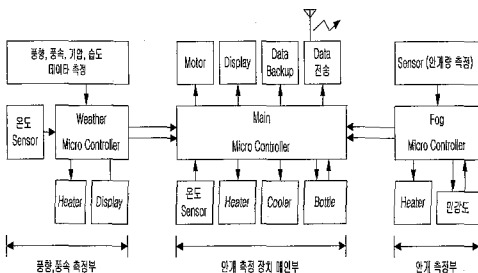 풍향, 풍속, 기압, 습도
데이타 측정
온도
Sensor
Weather
Micro Controller
Heater
Display
풍향,풍속 측정부
Motor
Display
Data
Backup
Data
전송
Main
Micro Controller
온도
Sensor
Heater
Cooler
Bottle
안개 측정 장치 메인부
Sensor (안개량 측정)
Fog
Micro Controller
Heater
민감도
안개 측정부